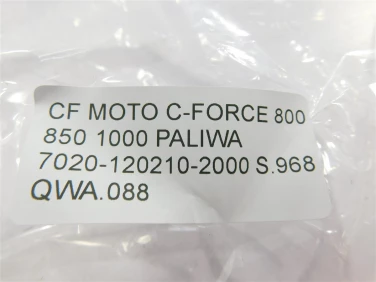 CF MOTO C-FORCE 800
850 1000 PALIWA
7020-120210-2000 S.968
QWA.088